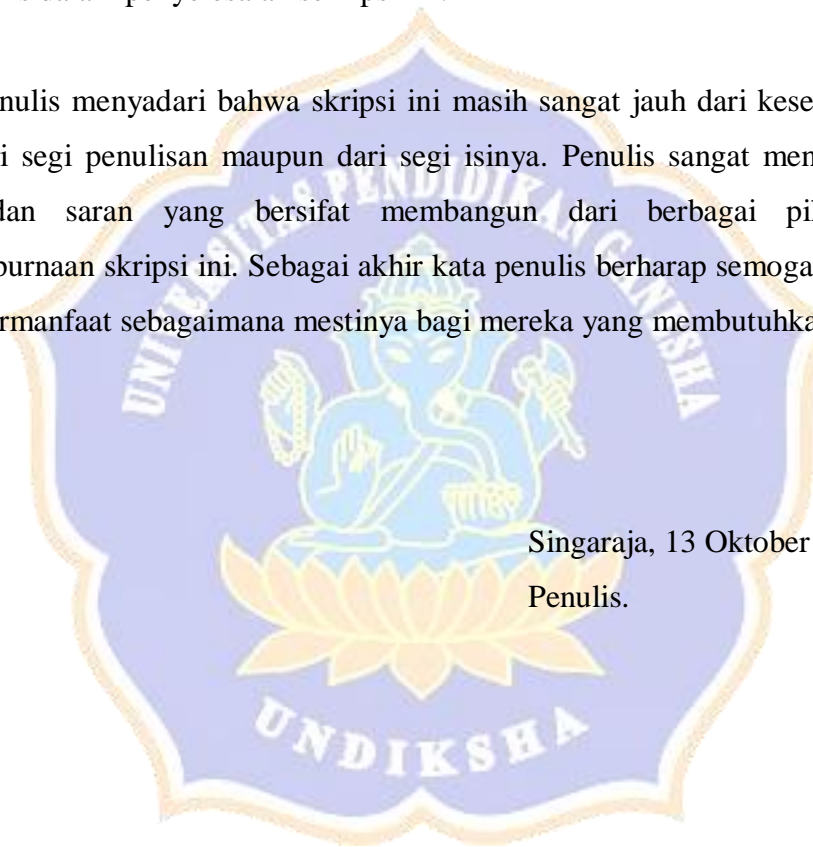 nulis menyadari bahwa skripsi ini masih sangat jauh dari kese
i segi penulisan maupun dari segi isinya. Penulis sangat men
dan saran yang bersifat membangun dari berbagai pi
purnaan skripsi ini. Sebagai akhir kata penulis berharap semoga
rmanfaat sebagaimana mestinya bagi mereka yang membutuhka
UNIVERSITAS PENDIDIKAN GANESHA
Singaraja, 13 Oktober
Penulis.
UNDIKSHA